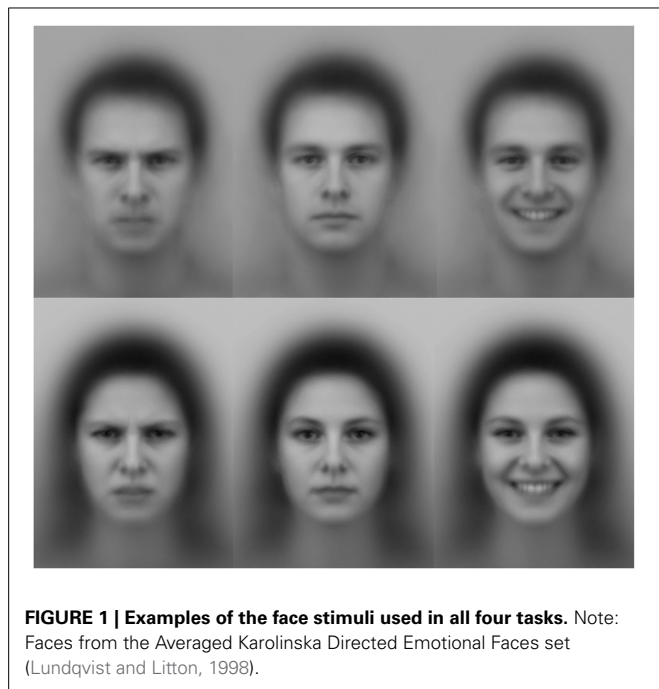 FIGURE 1 | Examples of the face stimuli used in all four tasks. Note:
Faces from the Averaged Karolinska Directed Emotional Faces set
(Lundqvist and Litton, 1998).